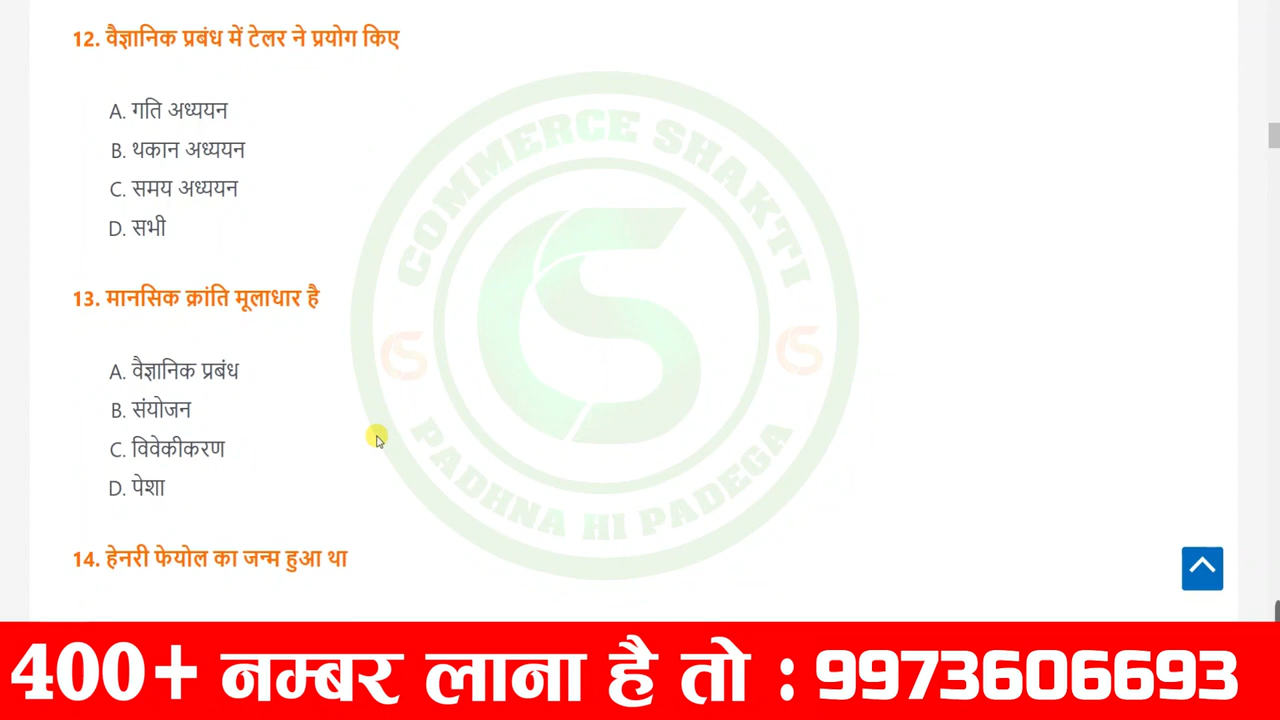 12. वैज्ञानिक प्रबंध में टेलर ने प्रयोग किए
A. गति अध्ययन
B. थकान अध्ययन
C. समय अध्ययन
D. सभी
13. मानसिक क्रांति मूलाधार है
A. वैज्ञानिक प्रबंध
B. संयोजन
C. विवेकीकरण
D. पेशा
14. हेनरी फेयोल का जन्म हुआ था
COMMERCE SHAKTI
PADHNA HI PADEGA
400+ नम्बर लाना है तो : 9973606693